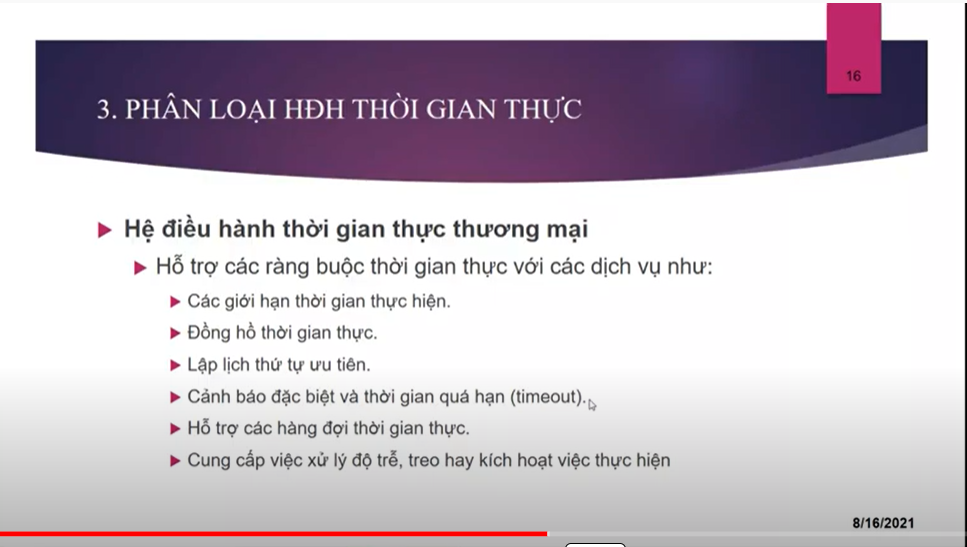 16
3. PHÂN LOẠI HĐH THỜI GIAN THỰC
Hệ điều hành thời gian thực thương mại
Hỗ trợ các ràng buộc thời gian thực với các dịch vụ như:
Các giới hạn thời gian thực hiện.
Đồng hồ thời gian thực.
Lập lịch thứ tự ưu tiên.
Cảnh báo đặc biệt và thời gian quá hạn (timeout).
Hỗ trợ các hàng đợi thời gian thực.
Cung cấp việc xử lý độ trễ, treo hay kích hoạt việc thực hiện
8/16/2021